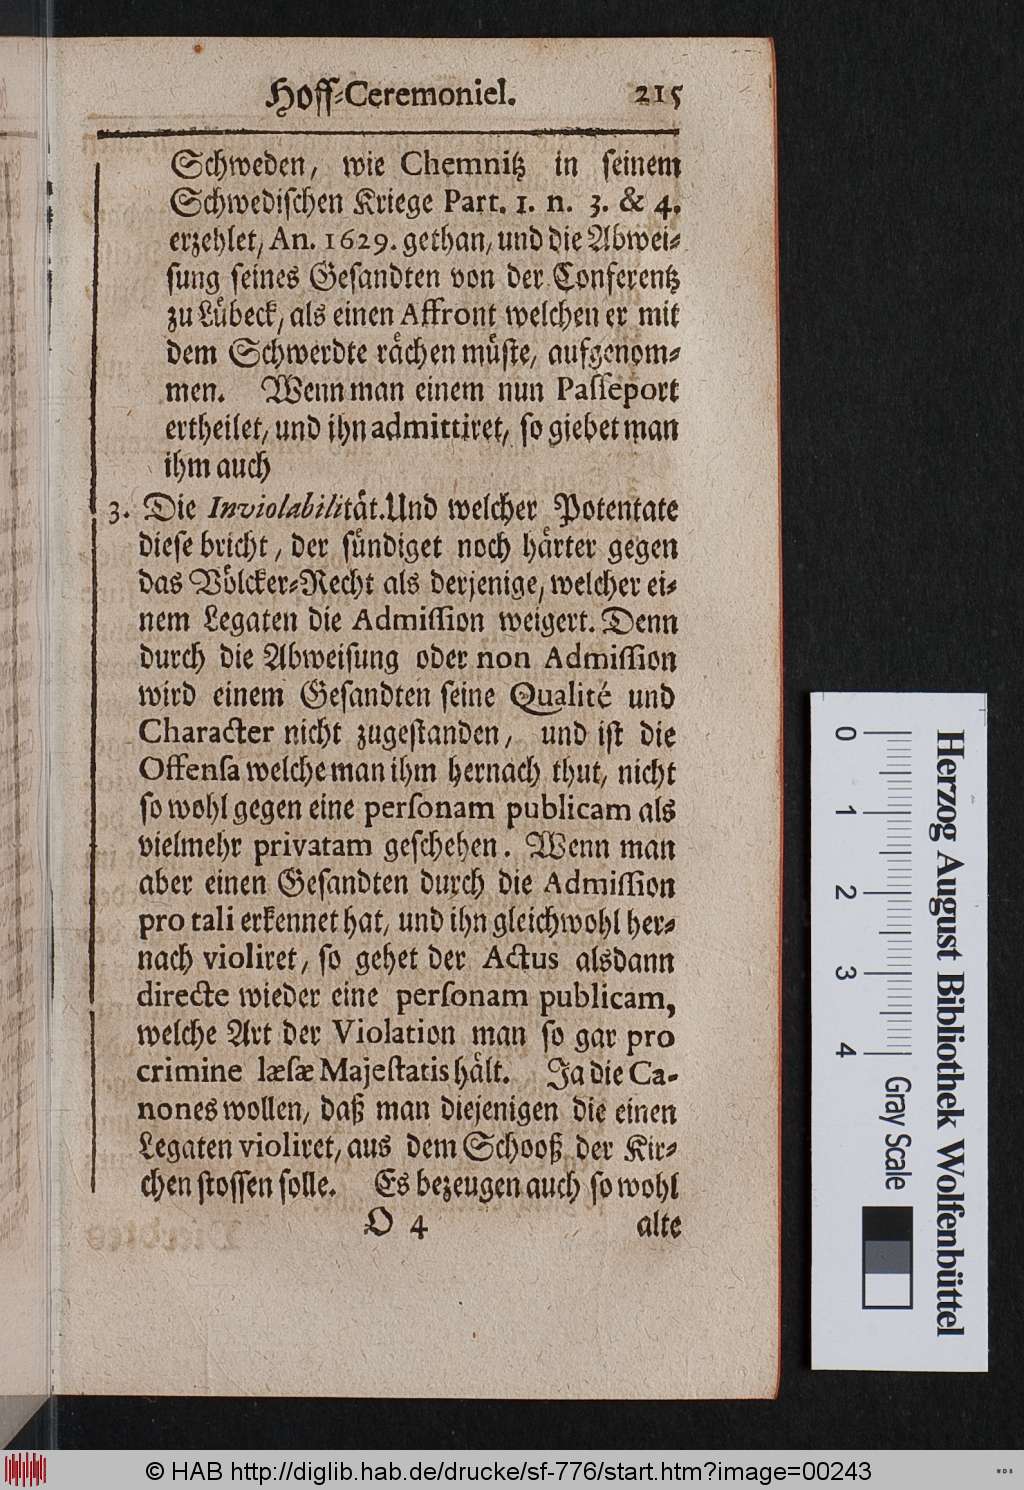 Hoff-Ceremoniel. 215
Schweden, wie Chemnitz in seinem
Schwedischen Kriege Part. 1. n. 3. & 4.
erzehlet, An. 1629. gethan, und die Abwei-
sung seines Gesandten von der Conferentz
zu Lübeck, als einen Affront welchen er mit
dem Schwerdte rächen müste, aufgenom-
men. Wenn man einem nun Passeport
ertheilet, und ihn admittiret, so giebet man
ihm auch
3. Die Inviolabilität. Und welcher Potentate
diese bricht, der sündiget noch härter gegen
das Völcker-Recht als derjenige, welcher ei-
nem Legaten die Admission weigert. Denn
durch die Abweisung oder non Admission
wird einem Gesandten seine Qualité und
Character nicht zugestanden, und ist die
Offensa welche man ihm hernach thut, nicht
so wohl gegen eine personam publicam als
vielmehr privatam geschehen. Wenn man
aber einen Gesandten durch die Admission
pro tali erkennet hat, und ihn gleichwohl her-
nach violiret, so gehet der Actus alsdann
directe wieder eine personam publicam,
welche Art der Violation man so gar pro
crimine læsæ Majestatis hält. Ja die Ca-
nones wollen, daß man diejenigen die einen
Legaten violiret, aus dem Schooß der Kir-
chen stossen solle. Es bezeugen auch so wohl
O 4 alte
0 1 2 3 4
Gray Scale
Herzog August Bibliothek Wolfenbüttel
© HAB http://diglib.hab.de/drucke/sf-776/start.htm?image=00243
WDB